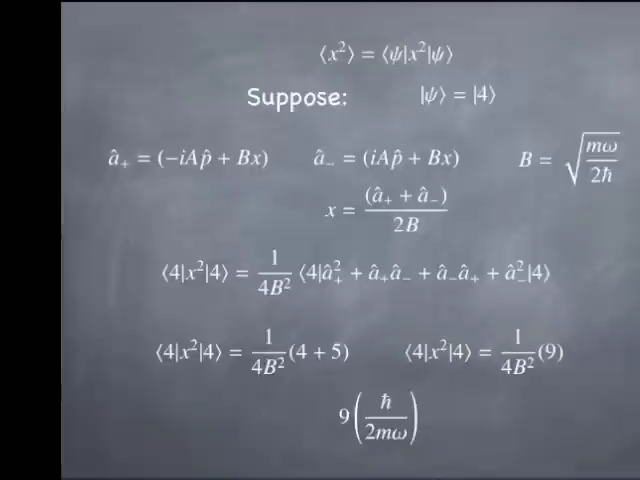 ⟨x²⟩ = ⟨ψ|x²|ψ⟩
Suppose: |ψ⟩ = |4⟩
â₊ = (−iAp̂ + Bx) â₋ = (iAp̂ + Bx) B = √(mω/2ħ)
x = (â₊ + â₋)/2B
⟨4|x²|4⟩ = 1/4B² ⟨4|â₊² + â₊â₋ + â₋â₊ + â₋²|4⟩
⟨4|x²|4⟩ = 1/4B² (4 + 5) ⟨4|x²|4⟩ = 1/4B² (9)
9(ħ/2mω)